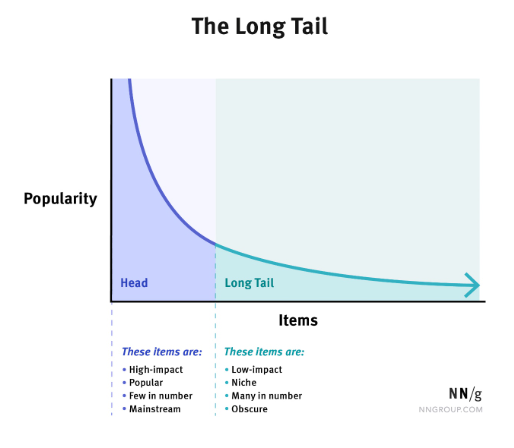 The Long Tail
Popularity
Head
Long Tail
Items
These items are:
• High-impact
• Popular
• Few in number
• Mainstream
These items are:
• Low-impact
• Niche
• Many in number
• Obscure
NN/g
NNGROUP.COM